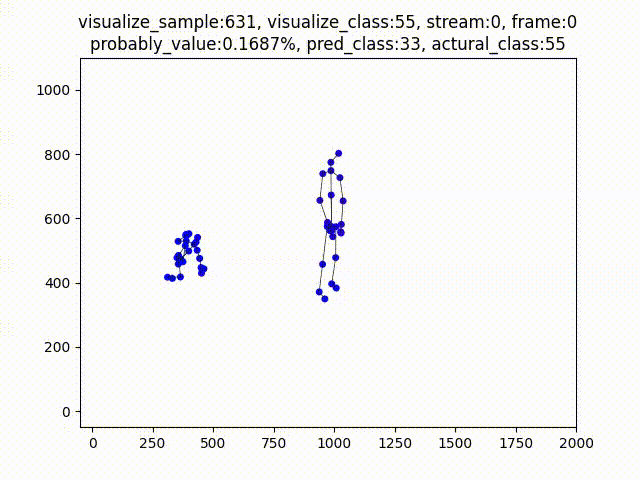 visualize_sample:631, visualize_class:55, stream:0, frame:0
probably_value:0.1687%, pred_class:33, actural_class:55
1000
800
600
400
200
0
0 250 500 750 1000 1250 1500 1750 2000